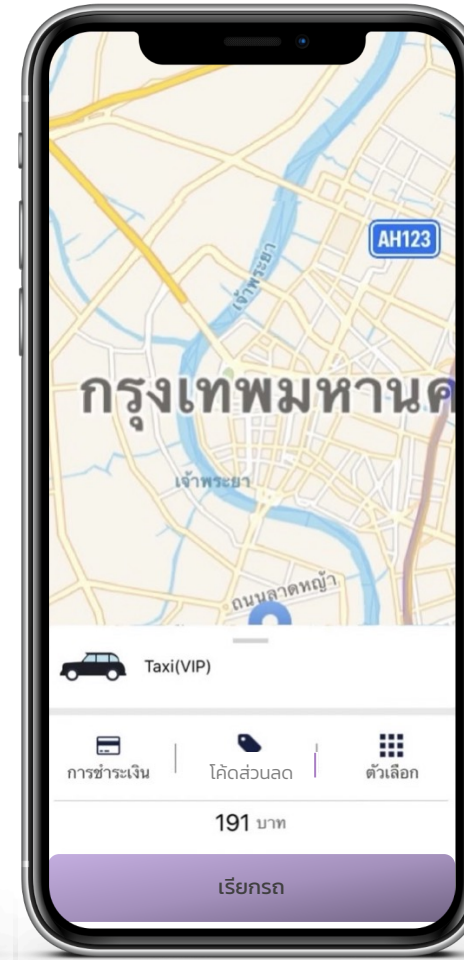 AH123
เจ้าพระยา
กรุงเทพมหานค
เจ้าพระยา
ถนนลาดหญ้า
Taxi(VIP)
การชำระเงิน
โค้ดส่วนลด
ตัวเลือก
191 บาท
เรียกรถ